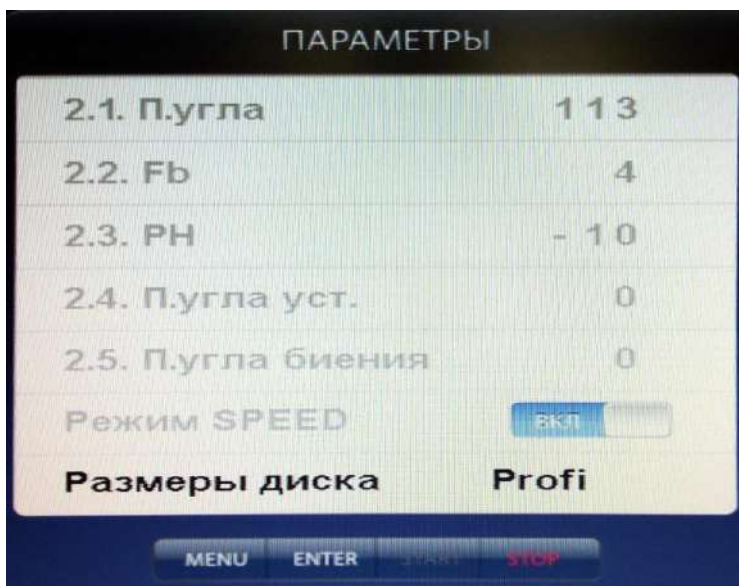 ПАРАМЕТРЫ
2.1. П.угла 113
2.2. Fb 4
2.3. PH - 10
2.4. П.угла уст. 0
2.5. П.угла биения 0
Режим SPEED ВКЛ
Размеры диска Profi
MENU ENTER START STOP